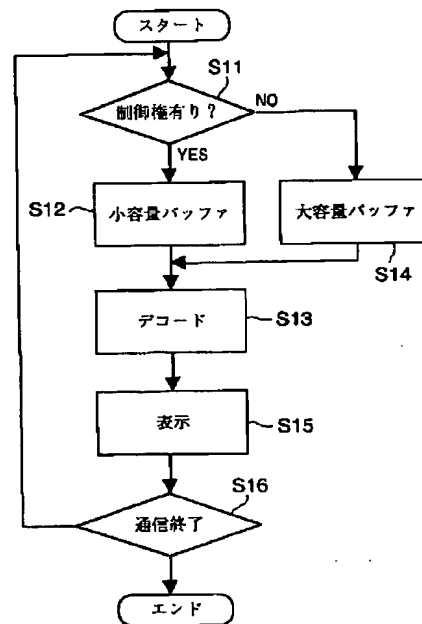 スタート
S11
制御権有り?
NO
YES
S12
小容量バッファ
大容量バッファ
S14
デコード
S13
表示
S15
S16
通信終了
エンド